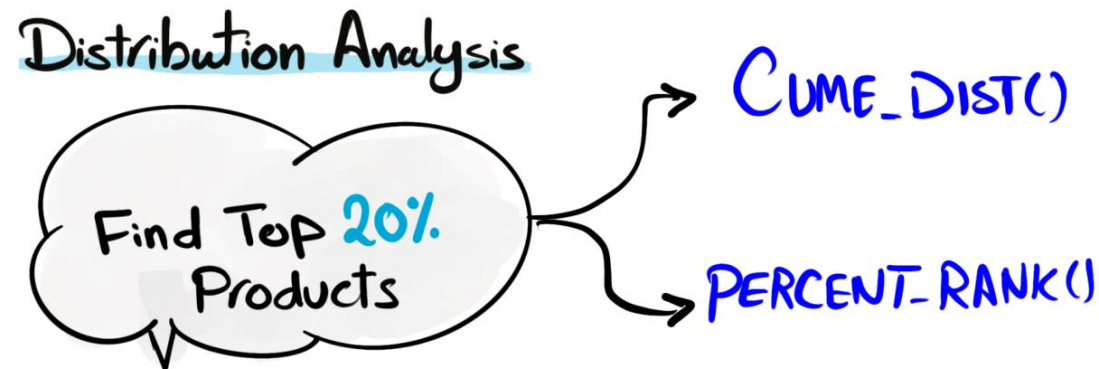 Distribution Analysis
Find Top 20%
Products
CUME_DIST()
PERCENT_RANK()